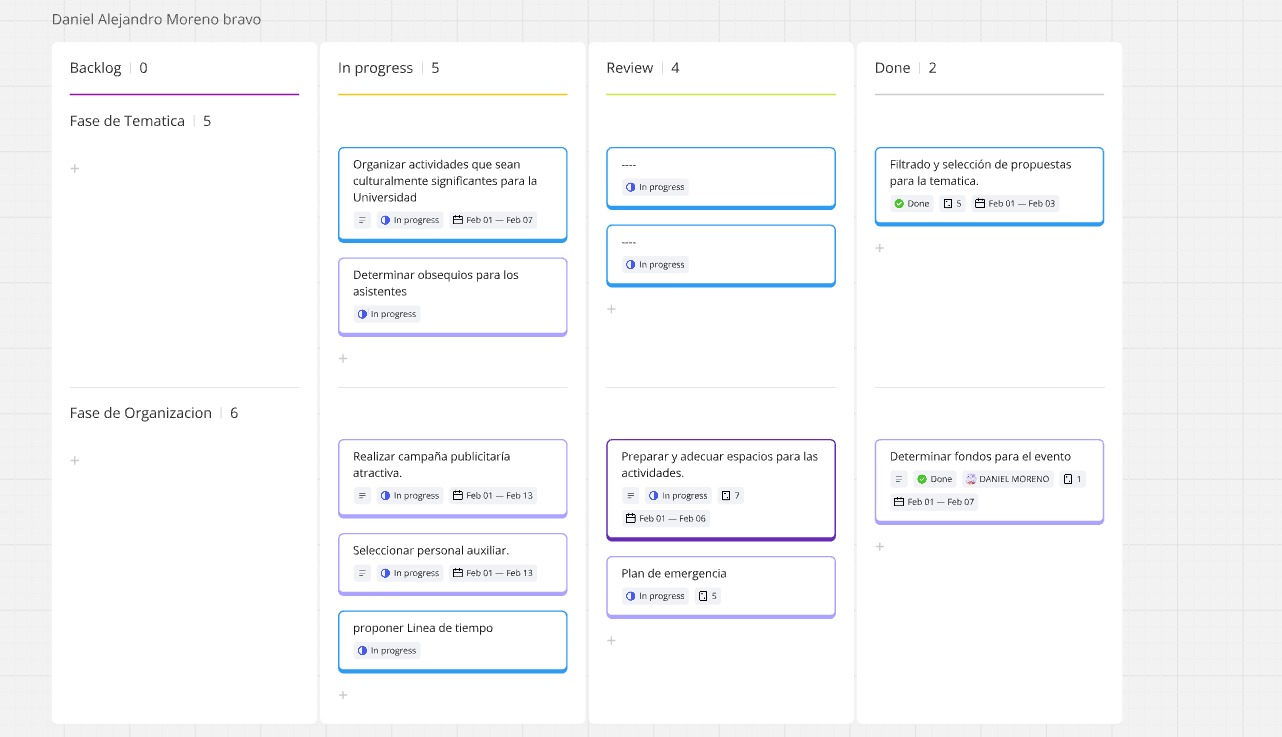 Daniel Alejandro Moreno bravo
Backlog 0
In progress 5
Review 4
Done 2
Fase de Tematica 5
Organizar actividades que sean
culturalmente significantes para la
Universidad
In progress Feb 01 — Feb 07
Determinar obsequios para los
asistentes
In progress
----
In progress
----
In progress
Filtrado y selección de propuestas
para la tematica.
Done 5 Feb 01 — Feb 03
Fase de Organizacion 6
Realizar campaña publicitaría
atractiva.
In progress Feb 01 — Feb 13
Seleccionar personal auxiliar.
In progress Feb 01 — Feb 13
proponer Linea de tiempo
In progress
Preparar y adecuar espacios para las
actividades.
In progress 7
Feb 01 — Feb 06
Plan de emergencia
In progress 5
Determinar fondos para el evento
Done DANIEL MORENO 1
Feb 01 — Feb 07